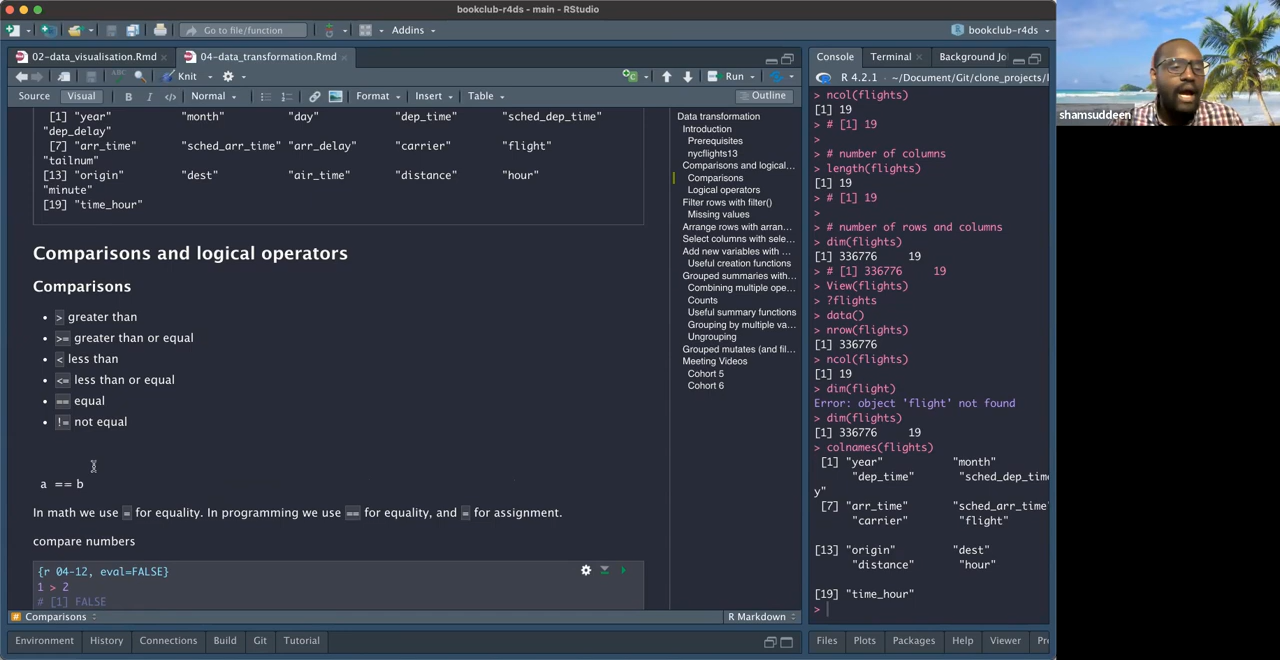 bookclub-r4ds - main - RStudio
Go to file/function
Addins
bookclub-r4ds
02-data_visualisation.Rmd
04-data_transformation.Rmd
Knit
Run
Source
Visual
B
I
</>
Normal
Format
Insert
Table
Outline
[1] "year" "month" "day" "dep_time" "sched_dep_time"
"dep_delay"
[7] "arr_time" "sched_arr_time" "arr_delay" "carrier" "flight"
"tailnum"
[13] "origin" "dest" "air_time" "distance" "hour"
"minute"
[19] "time_hour"
Comparisons and logical operators
Comparisons
> greater than
>= greater than or equal
< less than
<= less than or equal
== equal
!= not equal
a == b
In math we use = for equality. In programming we use == for equality, and = for assignment.
compare numbers
{r 04-12, eval=FALSE}
1 > 2
# [1] FALSE
# Comparisons
R Markdown
Data transformation
Introduction
Prerequisites
nycflights13
Comparisons and logical...
Comparisons
Logical operators
Filter rows with filter()
Missing values
Arrange rows with arran...
Select columns with sele...
Add new variables with ...
Useful creation functions
Grouped summaries with...
Combining multiple ope...
Counts
Useful summary functions
Grouping by multiple va...
Ungrouping
Grouped mutates (and fil...
Meeting Videos
Cohort 5
Cohort 6
Environment
History
Connections
Build
Git
Tutorial
Console
Terminal
Background Jo
R 4.2.1 · ~/Document/Git/clone_projects/
> ncol(flights)
[1] 19
> # [1] 19
>
> # number of columns
> length(flights)
[1] 19
> # [1] 19
>
> # number of rows and columns
> dim(flights)
[1] 336776 19
> # [1] 336776 19
> View(flights)
> ?flights
> data()
> nrow(flights)
[1] 336776
> ncol(flights)
[1] 19
> dim(flight)
Error: object 'flight' not found
> dim(flights)
[1] 336776 19
> colnames(flights)
[1] "year" "month"
"dep_time" "sched_dep_time
y"
[7] "arr_time" "sched_arr_time"
"carrier" "flight"
[13] "origin" "dest"
"distance" "hour"
[19] "time_hour"
>
Files
Plots
Packages
Help
Viewer
Pr
shamsuddeen